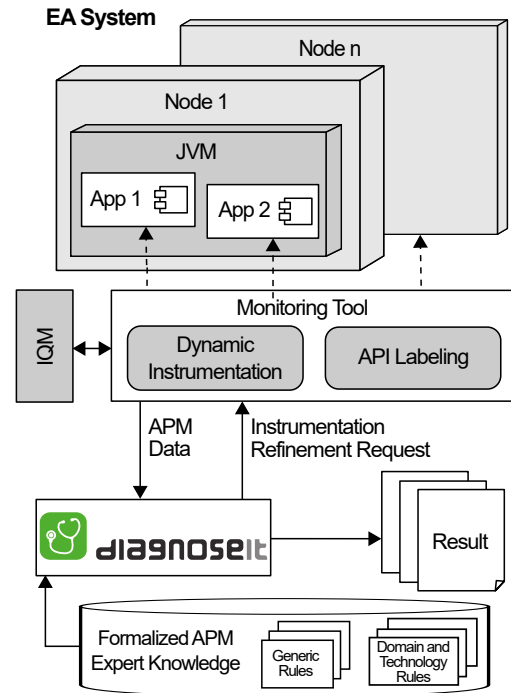 EA System
Node n
Node 1
JVM
App 1
App 2
Monitoring Tool
IQM
Dynamic
Instrumentation
API Labeling
APM
Data
Instrumentation
Refinement Request
diagnoseIt
Result
Formalized APM
Expert Knowledge
Generic
Rules
Domain and
Technology
Rules